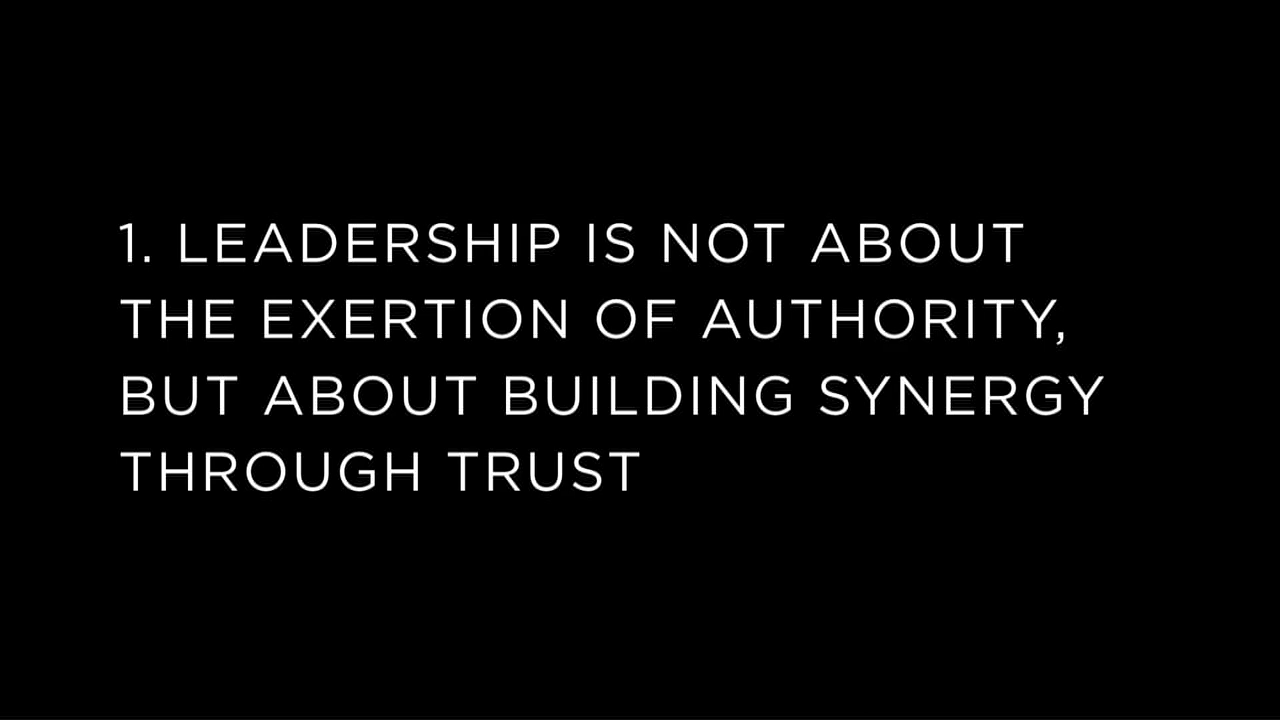 1. LEADERSHIP IS NOT ABOUT
THE EXERTION OF AUTHORITY,
BUT ABOUT BUILDING SYNERGY
THROUGH TRUST